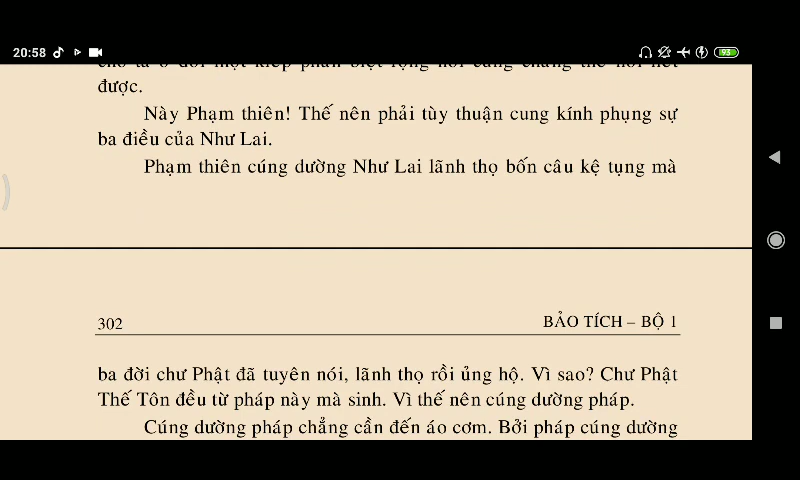 20:58
93
được.
Này Phạm thiên! Thế nên phải tùy thuận cung kính phụng sự
ba điều của Như Lai.
Phạm thiên cúng dường Như Lai lãnh thọ bốn câu kệ tụng mà
302
BẢO TÍCH – BỘ 1
ba đời chư Phật đã tuyên nói, lãnh thọ rồi ủng hộ. Vì sao? Chư Phật
Thế Tôn đều từ pháp này mà sinh. Vì thế nên cúng dường pháp.
Cúng dường pháp chẳng cần đến áo cơm. Bởi pháp cúng dường